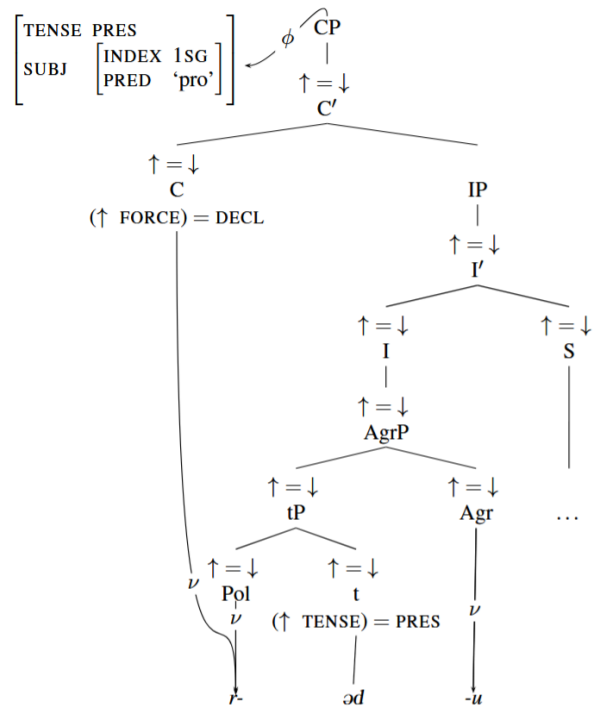 [TENSE PRES
SUBJ [INDEX 1SG
PRED ‘pro’]]
ϕ CP
↑ = ↓
C′
↑ = ↓
C IP
(↑ FORCE) = DECL
↑ = ↓
I′
↑ = ↓ ↑ = ↓
I S
↑ = ↓
AgrP
↑ = ↓ ↑ = ↓
tP Agr …
↑ = ↓ ↑ = ↓
ν Pol t ν
ν (↑ TENSE) = PRES
r- əd -u